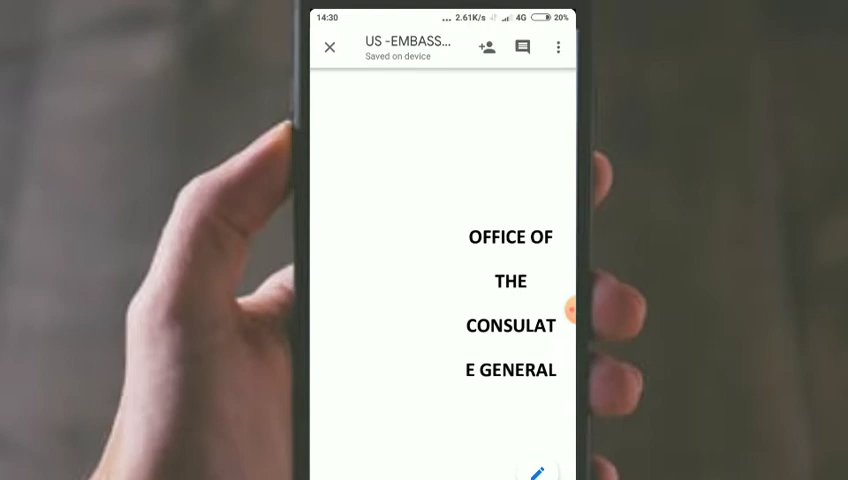 14:30 ... 2.61K/s 4G 20%
US -EMBASS...
Saved on device
OFFICE OF
THE
CONSULAT
E GENERAL